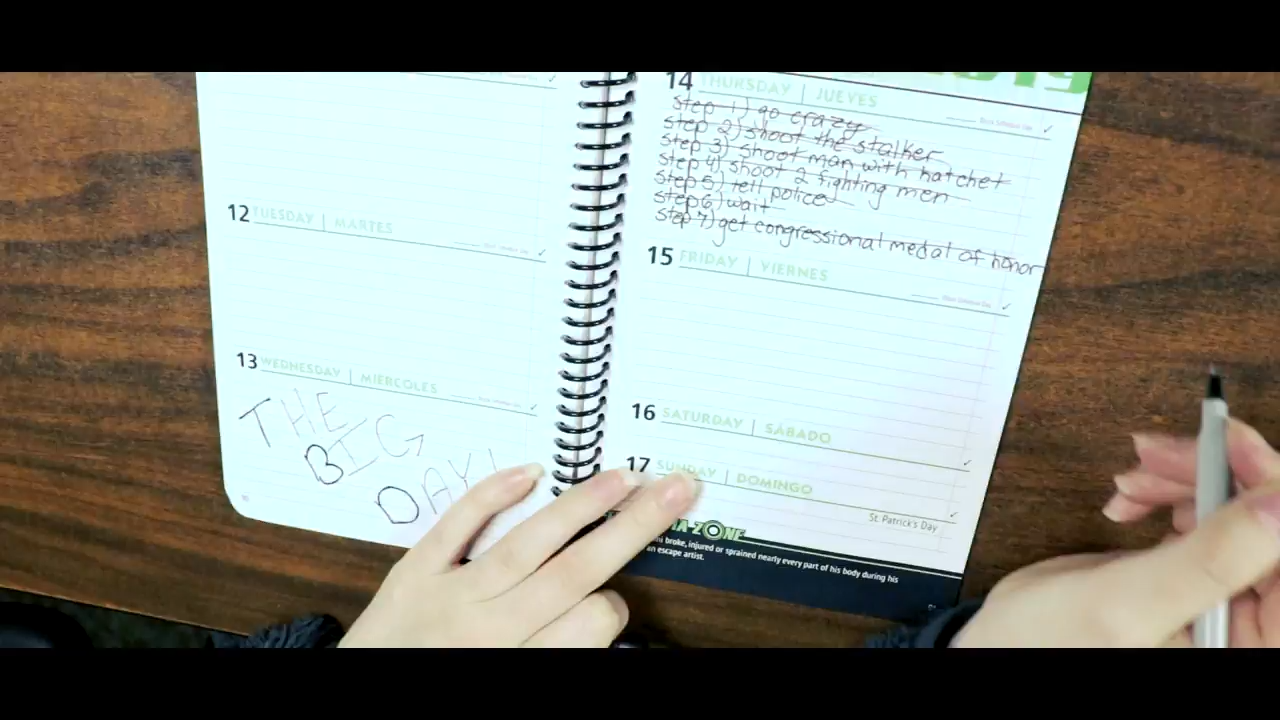 12 TUESDAY | MARTES
13 WEDNESDAY | MIERCOLES
THE
BIG
DAY!
2019
14 THURSDAY | JUEVES
step 1) go crazy
step 2) shoot the stalker
step 3) shoot man with hatchet
step 4) shoot 2 fighting men
step 5) tell police
step 6) wait
step 7) get congressional medal of honor
15 FRIDAY | VIERNES
16 SATURDAY | SÁBADO
17 SUNDAY | DOMINGO
St. Patrick's Day
broke, injured or sprained nearly every part of his body during his
an escape artist.